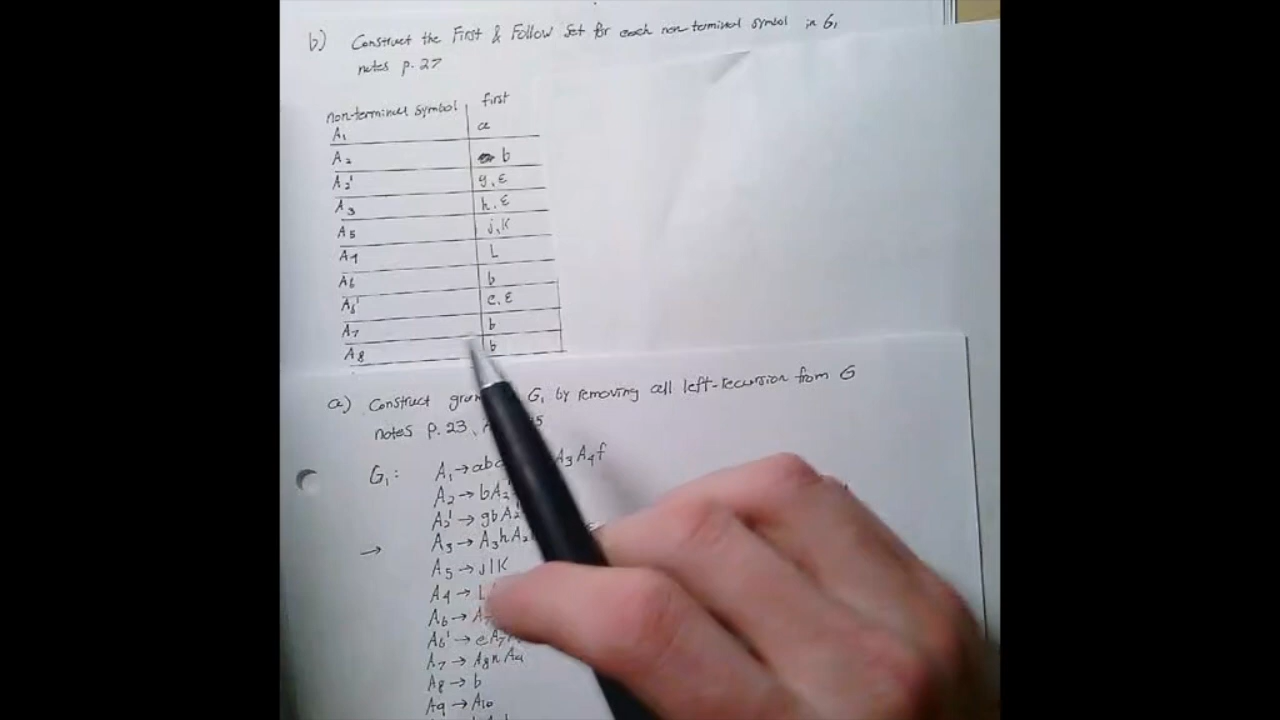 b) Construct the First & Follow Set for each non-terminal symbol in G₁
notes p.27
non-terminal symbol first
A₁ a
A₂ b
A₂' g, ε
A₃ h, ε
A₅ j, K
A₄ L
A₆ b
A₆' e, ε
A₇ b
A₈ b
a) Construct G₁ by removing all left-recursion from G
notes p.23
G₁: A₁→abc A₃A₄f
A₂→bA₂'
A₂'→gbA₂'
→ A₃→A₃hA₂
A₅→j|K
A₄→L
A₆→A₇
A₆'→eA₇
A₇→A₈nA₉
A₈→b
A₉→A₁₀